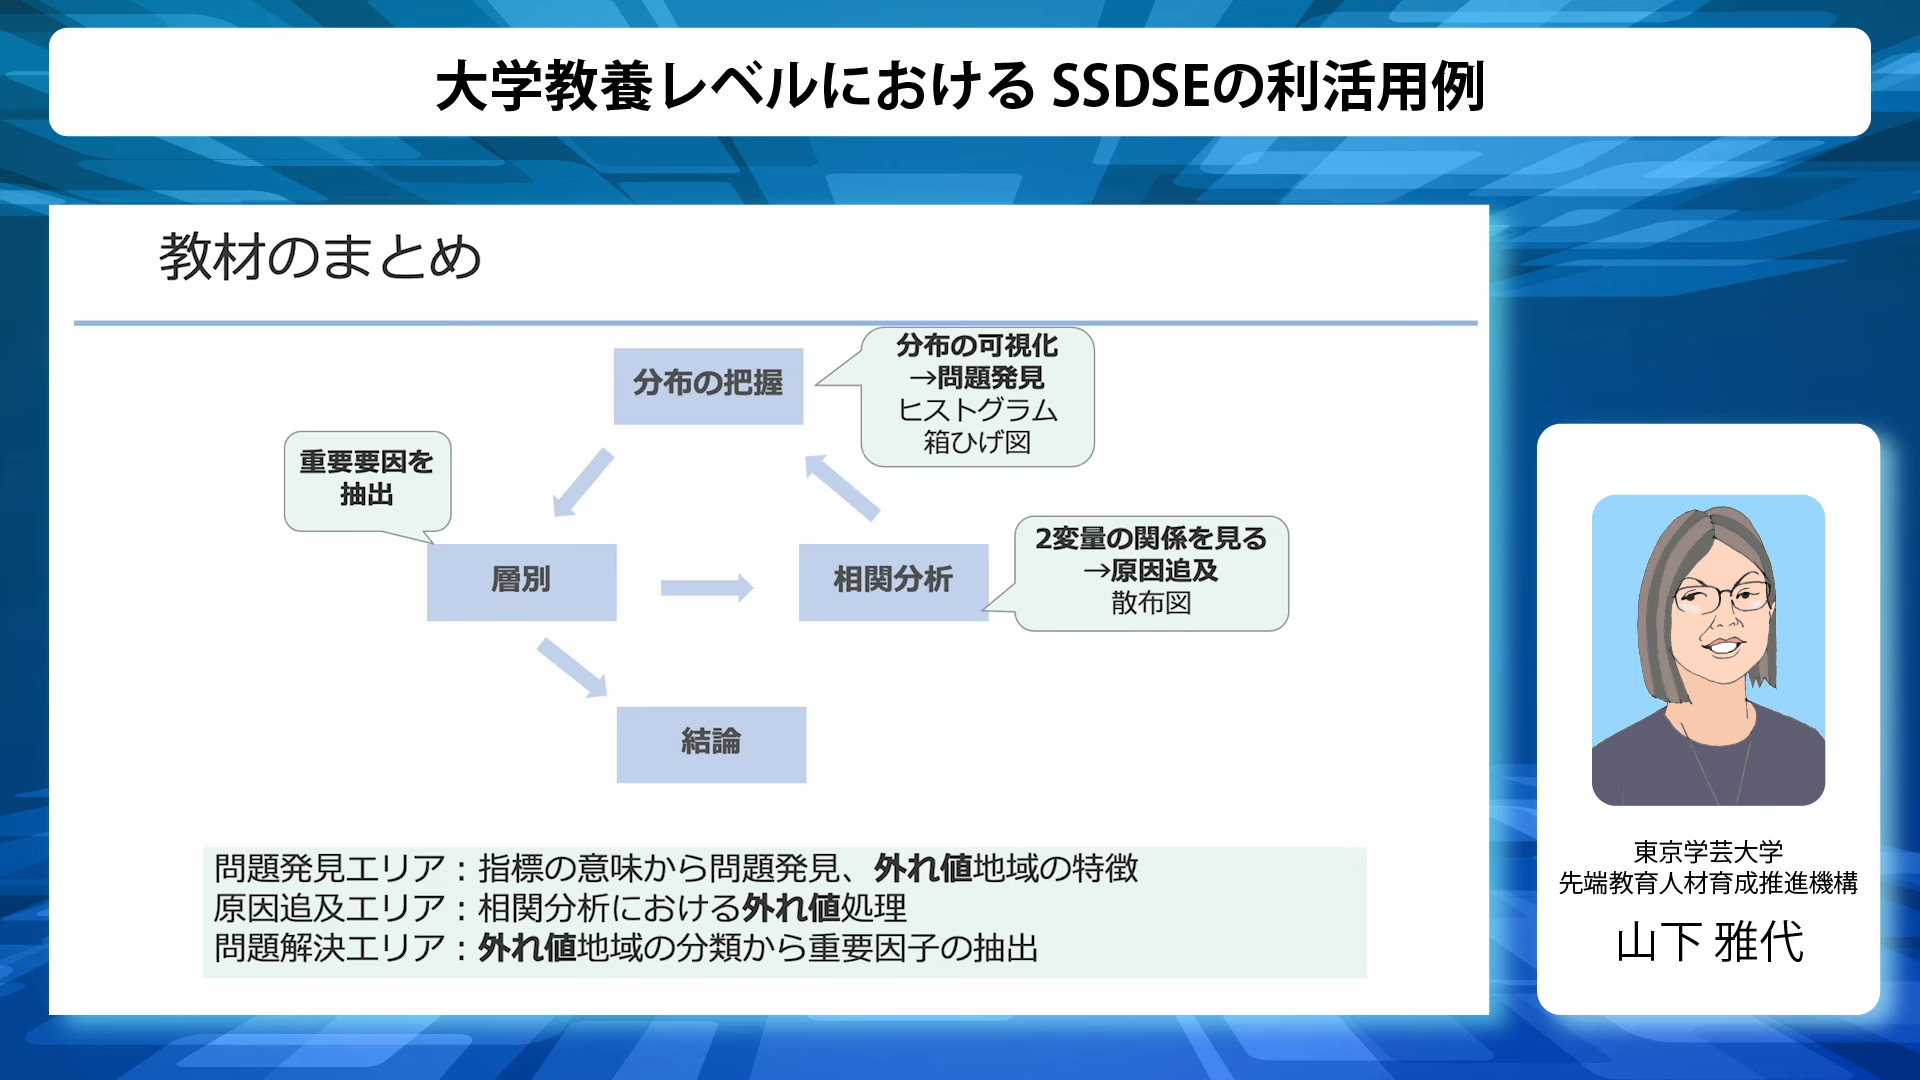 大学教養レベルにおける SSDSEの利活用例
教材のまとめ
分布の把握
分布の可視化
→問題発見
ヒストグラム
箱ひげ図
重要要因を
抽出
層別
相関分析
2変量の関係を見る
→原因追及
散布図
結論
問題発見エリア：指標の意味から問題発見、外れ値地域の特徴
原因追及エリア：相関分析における外れ値処理
問題解決エリア：外れ値地域の分類から重要因子の抽出
東京学芸大学
先端教育人材育成推進機構
山下 雅代